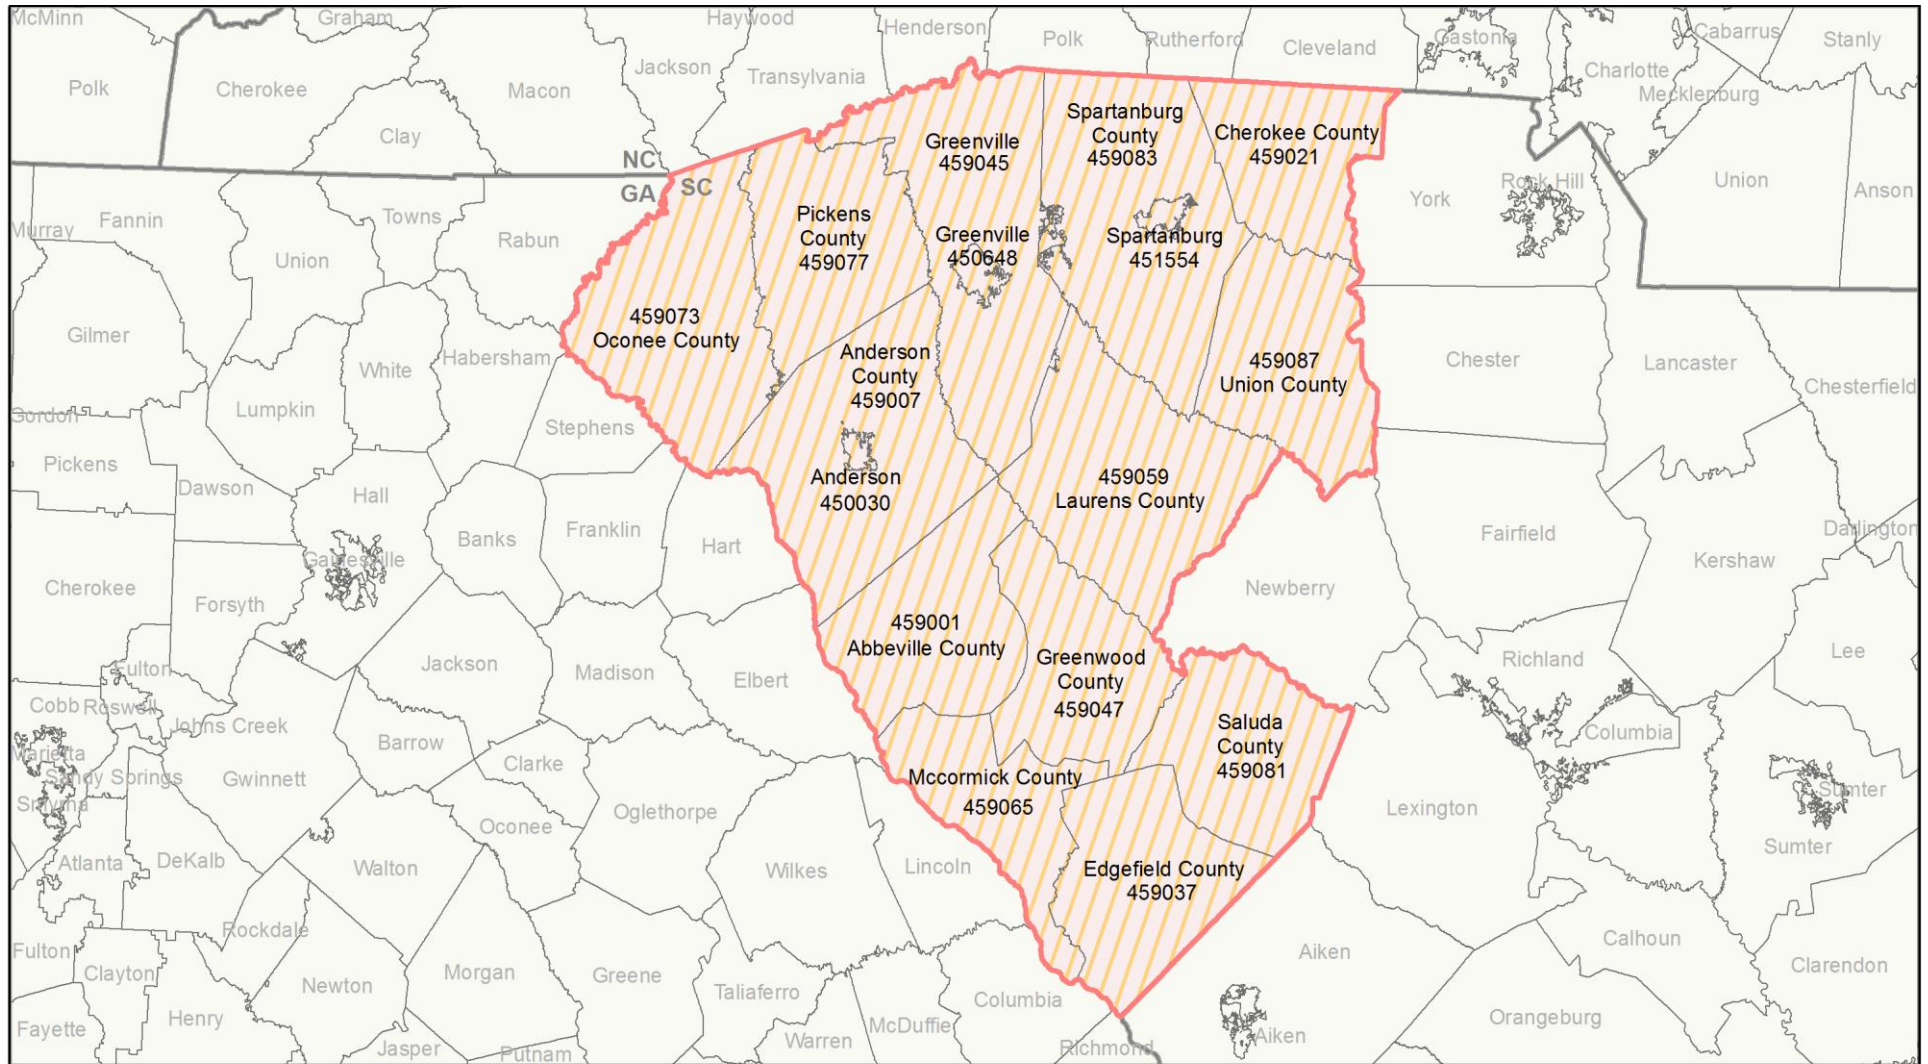 McMinn
Graham
Haywood
Henderson
Polk
Rutherford
Cleveland
Gastonia
Cabarrus
Stanly
Polk
Cherokee
Macon
Jackson
Transylvania
Charlotte
Mecklenburg
Clay
Spartanburg
County
459083
Cherokee County
459021
Greenville
459045
NC
GA
SC
Union
Anson
York
Rock Hill
Murray
Fannin
Towns
Rabun
Union
Pickens
County
459077
Greenville
450648
Spartanburg
451554
Gilmer
White
Habersham
459073
Oconee County
Anderson
County
459007
459087
Union County
Chester
Lancaster
Chesterfield
Gordon
Lumpkin
Stephens
Pickens
Dawson
Hall
Anderson
450030
459059
Laurens County
Banks
Franklin
Hart
Fairfield
Kershaw
Darlington
Gainesville
Cherokee
Forsyth
Newberry
459001
Abbeville County
Greenwood
County
459047
Fulton
Jackson
Madison
Elbert
Richland
Lee
Cobb
Roswell
Johns Creek
Saluda
County
459081
Columbia
Marietta
Sandy Springs
Gwinnett
Barrow
Clarke
Mccormick County
459065
Smyrna
Oglethorpe
Lexington
Sumter
Oconee
Atlanta
DeKalb
Walton
Wilkes
Lincoln
Edgefield County
459037
Sumter
Rockdale
Fulton
Clayton
Newton
Morgan
Greene
Taliaferro
Columbia
Aiken
Calhoun
Clarendon
Fayette
Henry
Jasper
Putnam
Warren
McDuffie
Richmond
Aiken
Orangeburg